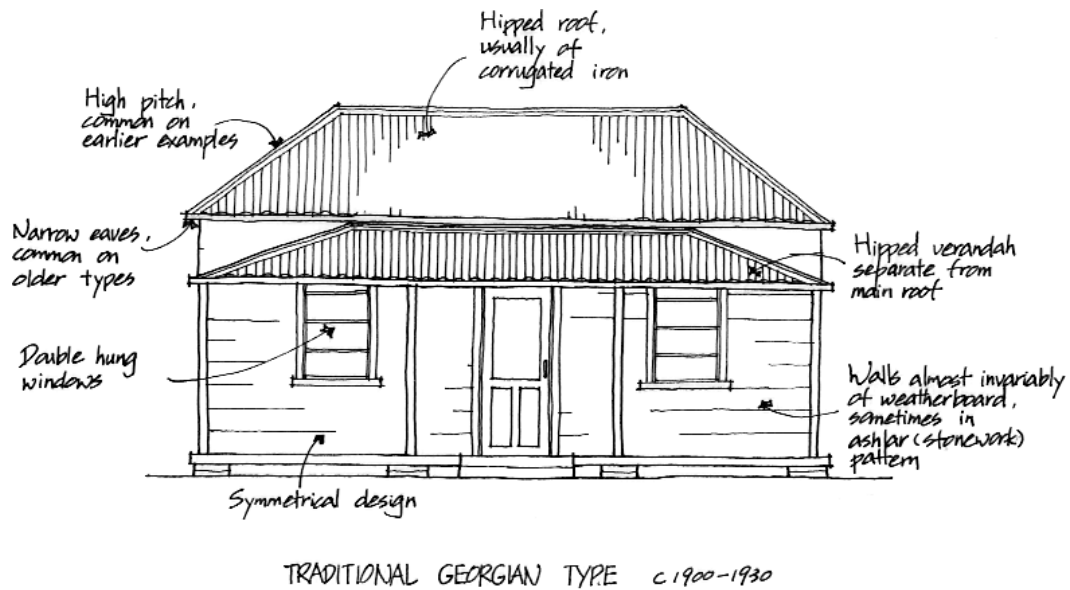 Hipped roof,
usually of
corrugated iron
High pitch,
common on
earlier examples
Narrow eaves,
common on
older types
Hipped verandah
separate from
main roof
Double hung
windows
Walls almost invariably
of weatherboard,
sometimes in
ashlar (stonework)
pattern
Symmetrical design
TRADITIONAL GEORGIAN TYPE c 1900-1930